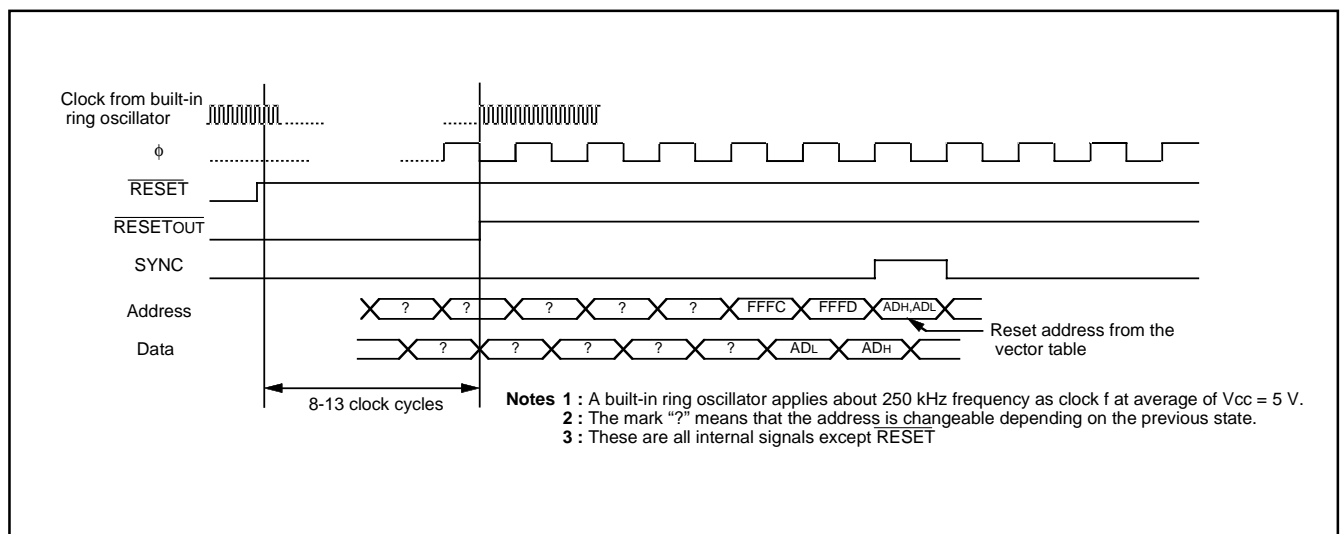 Clock from built-in
ring oscillator
ϕ
RESET
RESETOUT
SYNC
Address
? ? ? ? ? FFFC FFFD ADH,ADL
Reset address from the
vector table
Data
? ? ? ? ? ADL ADH
8-13 clock cycles
Notes 1 : A built-in ring oscillator applies about 250 kHz frequency as clock f at average of Vcc = 5 V.
2 : The mark “?” means that the address is changeable depending on the previous state.
3 : These are all internal signals except RESET